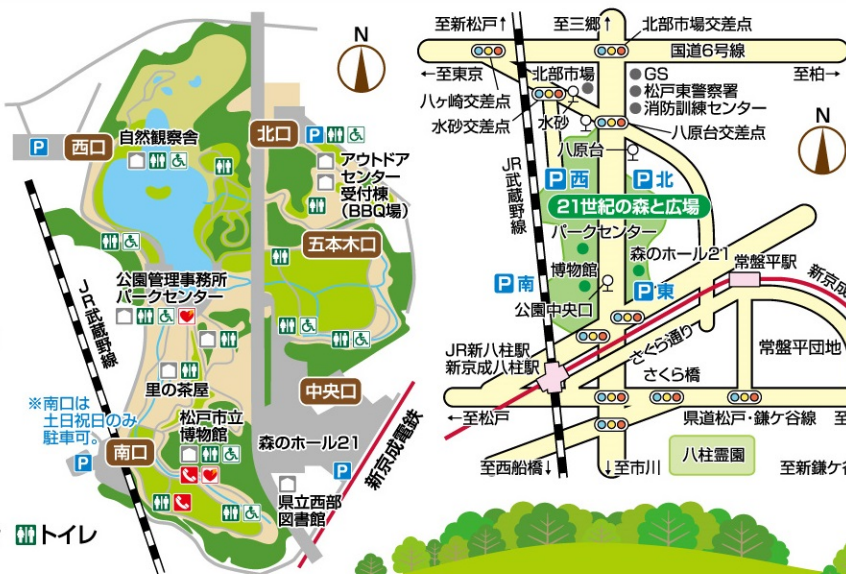 N
P
西口
自然観察舎
北口
P
アウトドア
センター
受付棟
(BBQ場)
五本木口
JR武蔵野線
公園管理事務所
パークセンター
里の茶屋
中央口
※南口は
土日祝日のみ
駐車可。
松戸市立
博物館
森のホール21
P
南口
P
新京成電鉄
県立西部
図書館
トイレ
至新松戸↑
至三郷↑
北部市場交差点
国道6号線
←至東京
北部市場
GS
至柏→
八ヶ崎交差点
松戸東警察署
消防訓練センター
水砂交差点
水砂
八原台交差点
N
八原台
JR武蔵野線
P西
P北
21世紀の森と広場
パークセンター
森のホール21
博物館
常盤平駅
新京成
P南
P東
公園中央口
JR新八柱駅
新京成八柱駅
さくら通り
常盤平団地
さくら橋
←至松戸
県道松戸・鎌ケ谷線
至西船橋↓
↓至市川
八柱霊園
至新鎌ケ